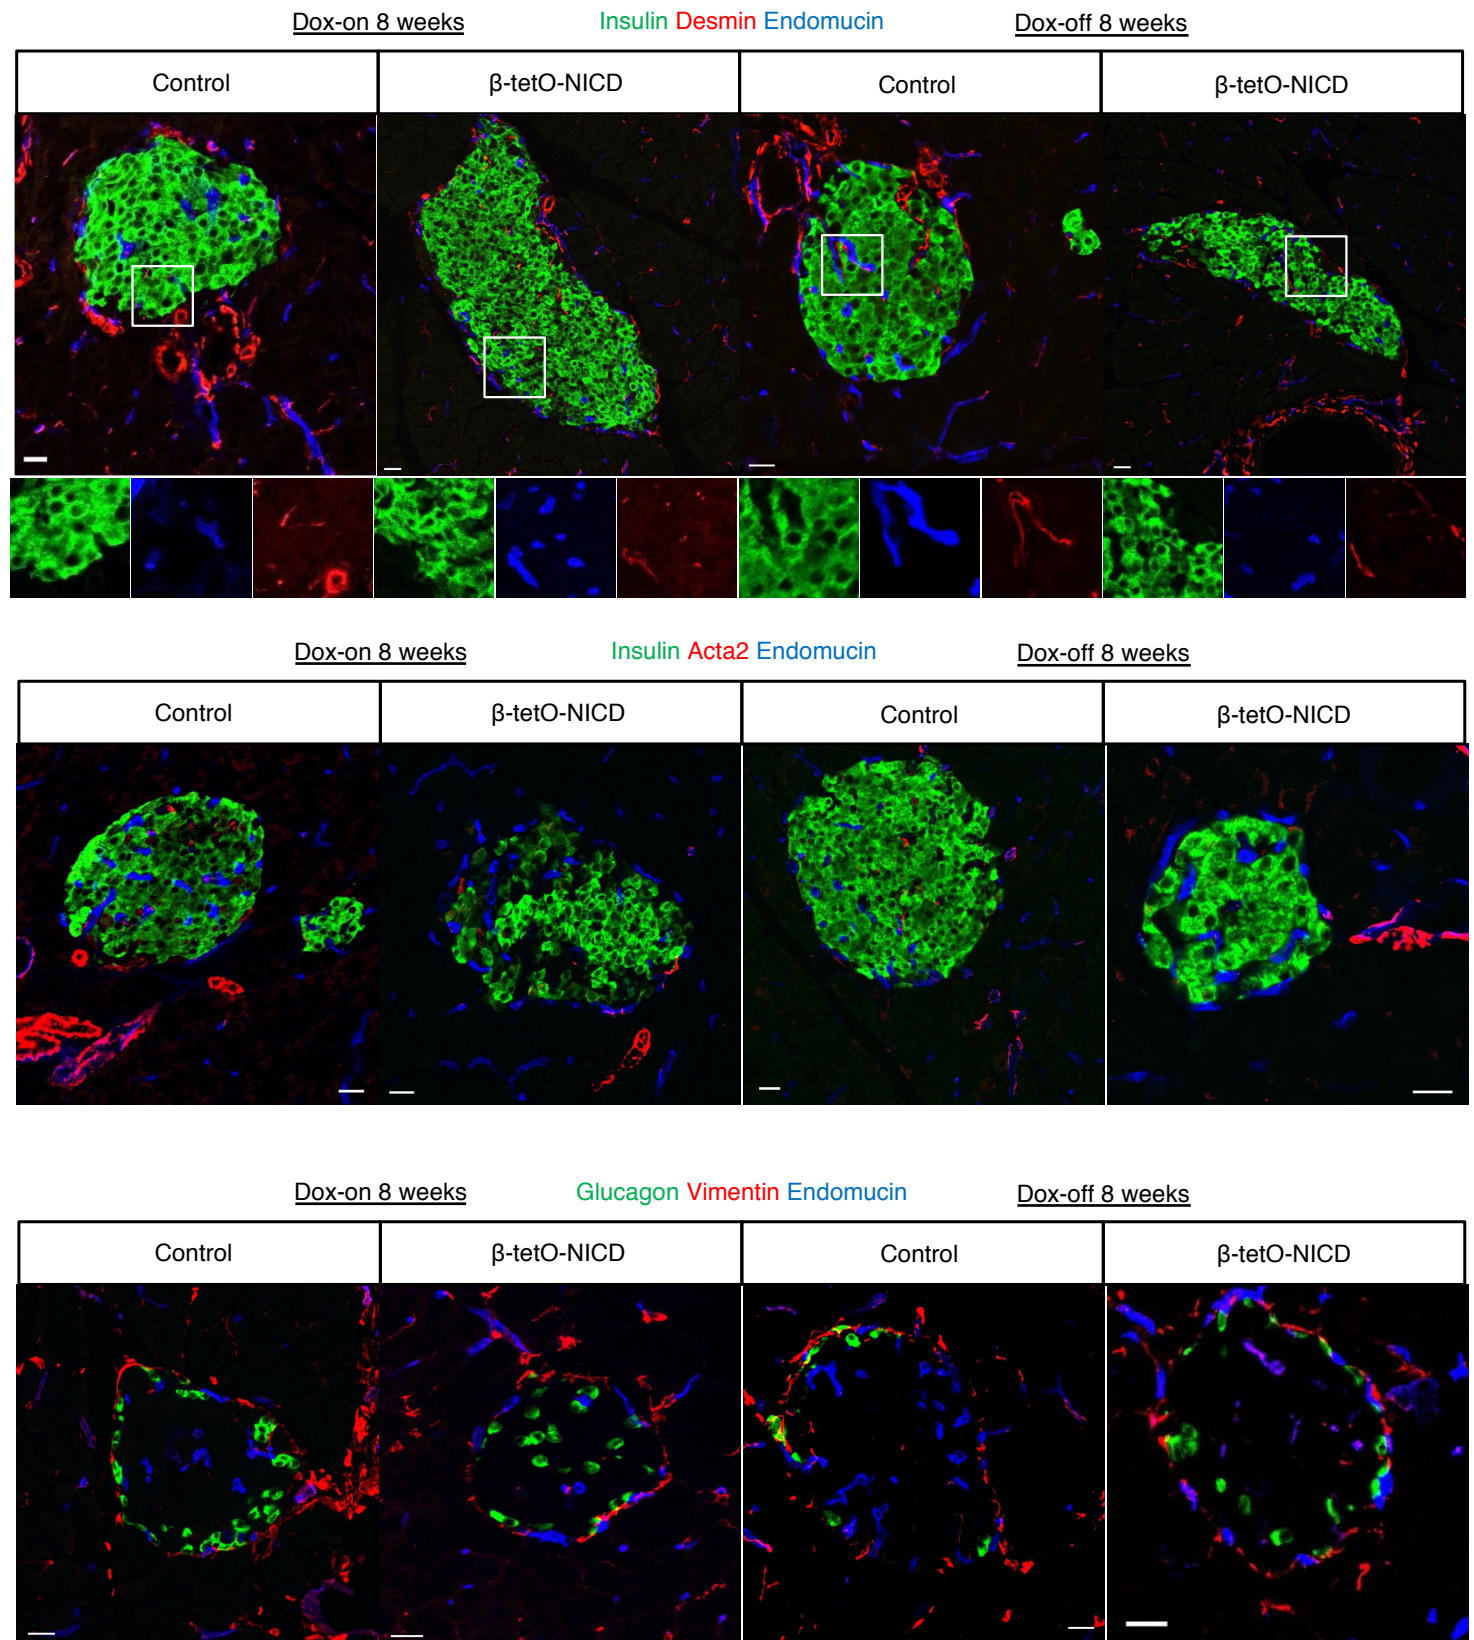 Dox-on 8 weeks Insulin Desmin Endomucin Dox-off 8 weeks
Control β-tetO-NICD Control β-tetO-NICD
Dox-on 8 weeks Insulin Acta2 Endomucin Dox-off 8 weeks
Control β-tetO-NICD Control β-tetO-NICD
Dox-on 8 weeks Glucagon Vimentin Endomucin Dox-off 8 weeks
Control β-tetO-NICD Control β-tetO-NICD